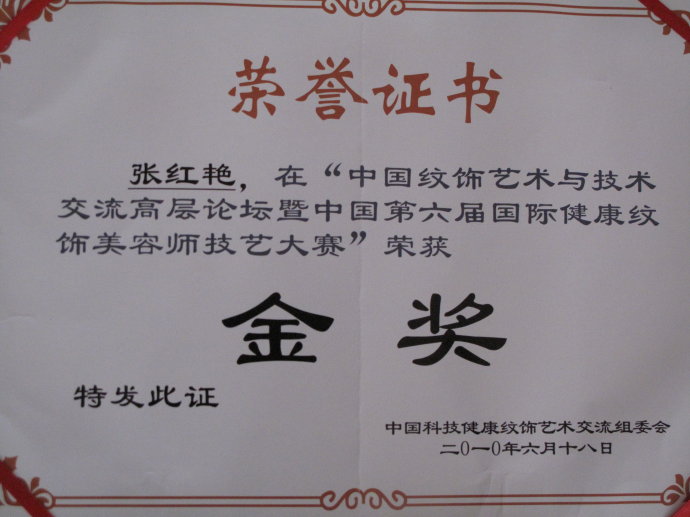 荣誉证书
张红艳，在“中国纹饰艺术与技术
交流高层论坛暨中国第六届国际健康纹
饰美容师技艺大赛”荣获
金奖
特发此证
中国科技健康纹饰艺术交流组委会
二0一0年六月十八日